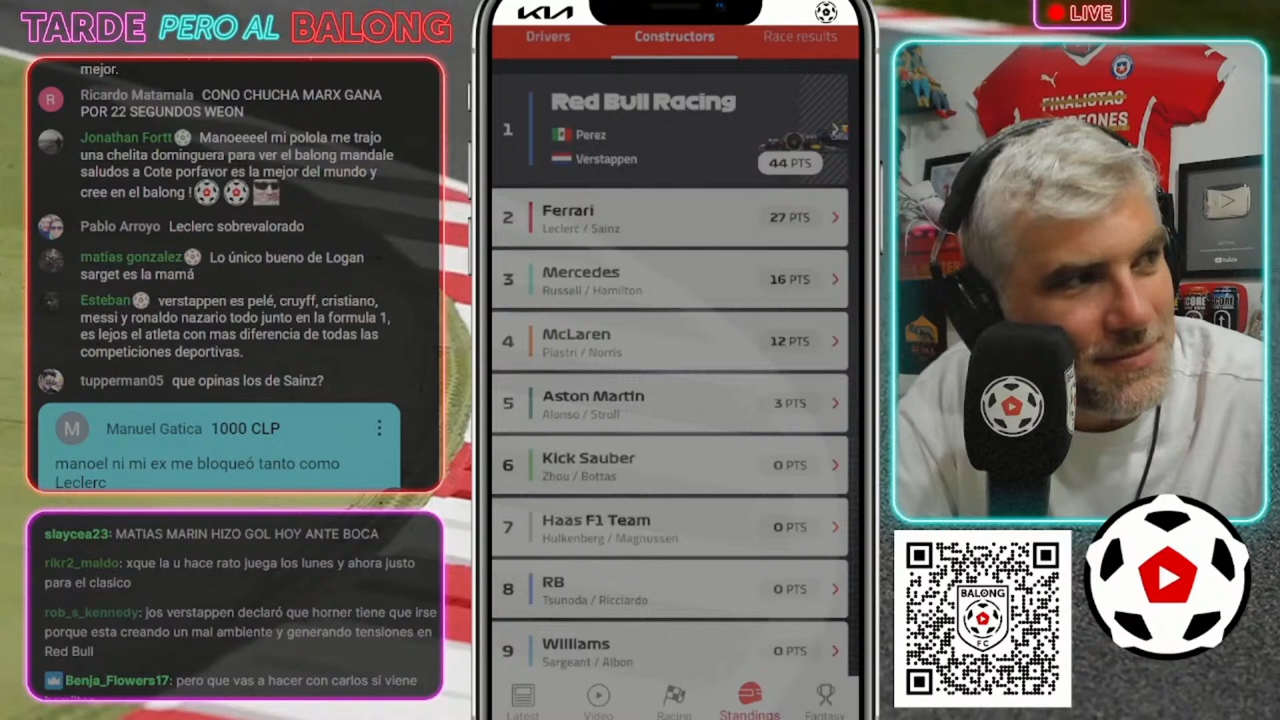 TARDE PERO AL BALONG
mejor.
R
Ricardo Matamala CONO CHUCHA MARX GANA
POR 22 SEGUNDOS WEON
Jonathan Fortt Manoeeeel mi polola me trajo
una chelita dominguera para ver el balong mandale
saludos a Cote porfavor es la mejor del mundo y
cree en el balong !
Pablo Arroyo Leclerc sobrevalorado
matias gonzalez Lo único bueno de Logan
sarget es la mamá
Esteban verstappen es pelé, cruyff, cristiano,
messi y ronaldo nazario todo junto en la formula 1,
es lejos el atleta con mas diferencia de todas las
competiciones deportivas.
tupperman05 que opinas los de Sainz?
M
Manuel Gatica 1000 CLP
manoel ni mi ex me bloqueó tanto como
Leclerc
slaycea23: MATIAS MARIN HIZO GOL HOY ANTE BOCA
rikr2_maldo: xque la u hace rato juega los lunes y ahora justo
para el clasico
rob_s_kennedy: jos verstappen declaró que horner tiene que irse
porque esta creando un mal ambiente y generando tensiones en
Red Bull
Benja_Flowers17: pero que vas a hacer con carlos si viene
KIA
Drivers Constructors Race results
1 Red Bull Racing
Perez
Verstappen
44 PTS
2 Ferrari 27 PTS
Leclerc / Sainz
3 Mercedes 16 PTS
Russell / Hamilton
4 McLaren 12 PTS
Piastri / Norris
5 Aston Martin 3 PTS
Alonso / Stroll
6 Kick Sauber 0 PTS
Zhou / Bottas
7 Haas F1 Team 0 PTS
Hulkenberg / Magnussen
8 RB 0 PTS
Tsunoda / Ricciardo
9 Williams 0 PTS
Sargeant / Albon
Latest Video Racing Standings Fantasy
LIVE
FINALISTAS
BALONG
FC